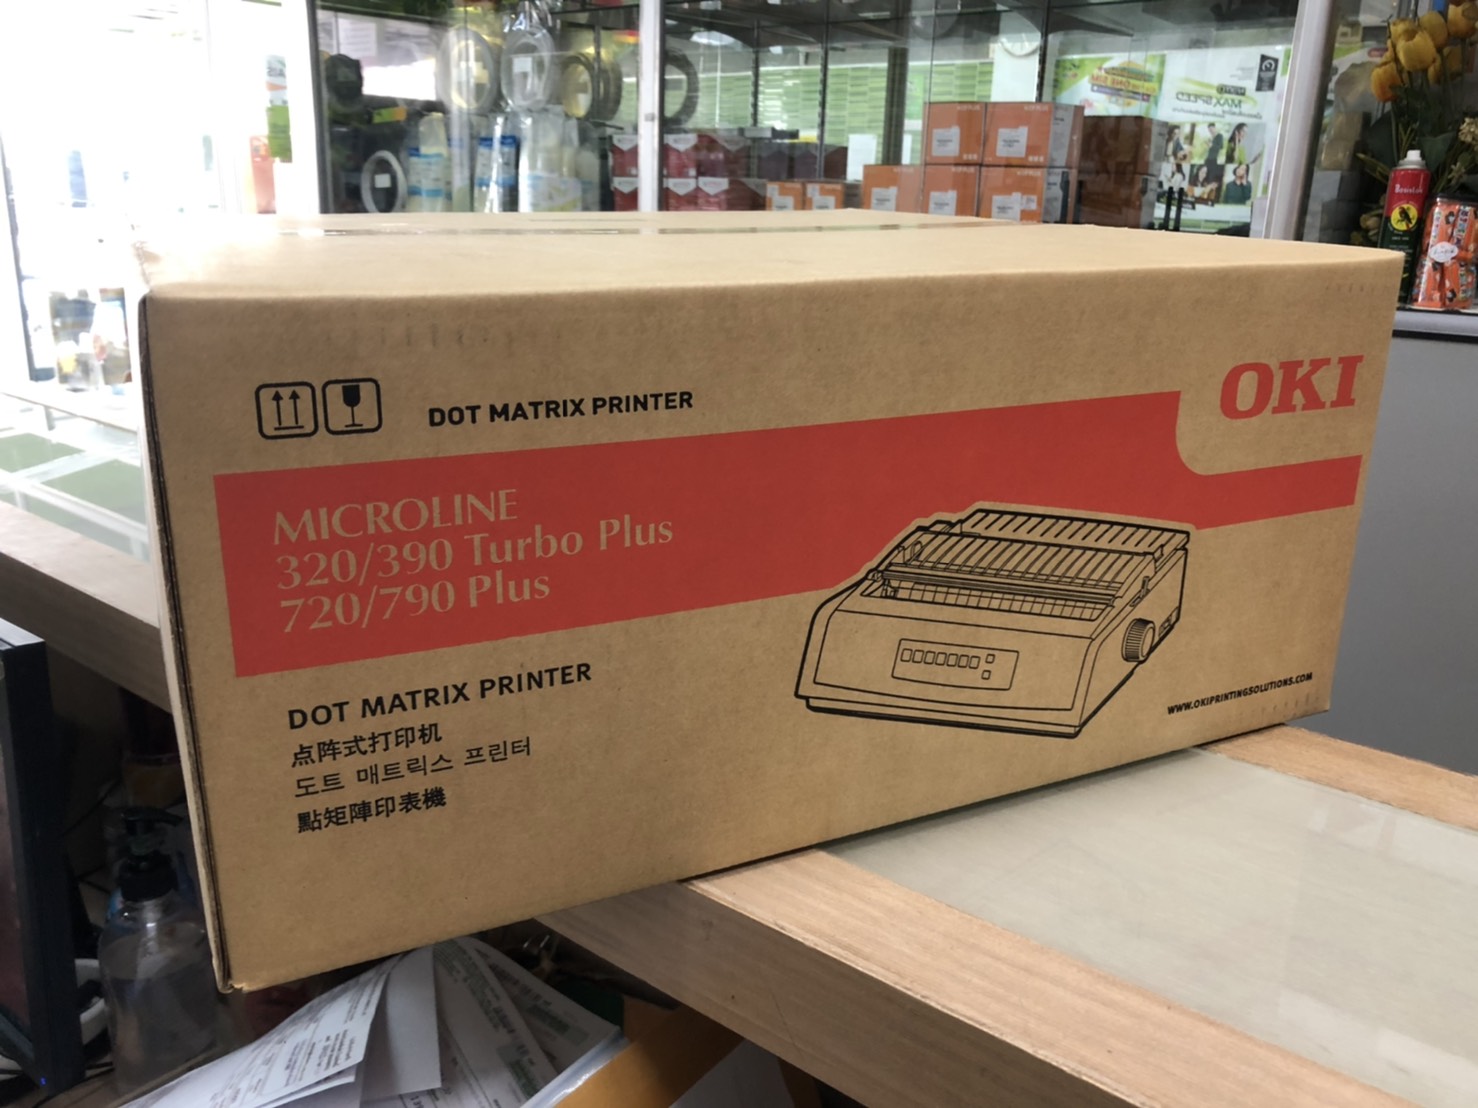 OKI
DOT MATRIX PRINTER
MICROLINE
320/390 Turbo Plus
720/790 Plus
DOT MATRIX PRINTER
点阵式打印机
도트 매트릭스 프린터
點矩陣印表機
WWW.OKIPRINTINGSOLUTIONS.COM